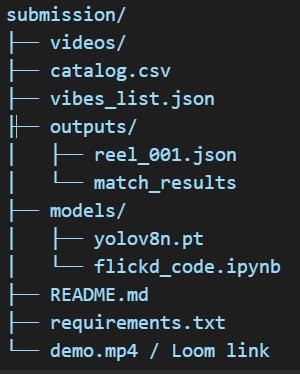 submission/
├── videos/
├── catalog.csv
├── vibes_list.json
├── outputs/
│   ├── reel_001.json
│   └── match_results
├── models/
│   ├── yolov8n.pt
│   └── flickd_code.ipynb
├── README.md
├── requirements.txt
└── demo.mp4 / Loom link